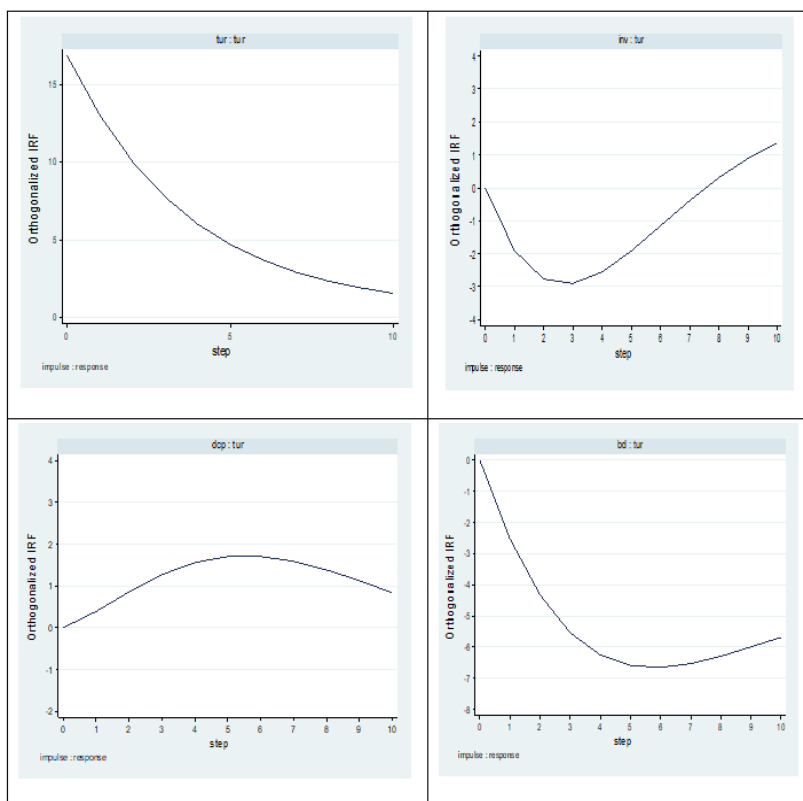 tur : tur
Orthogonalized IRF
15
10
5
0
0 5 10
step
impulse : response
inv : tur
Orthogonalized IRF
4
3
2
1
0
-1
-2
-3
-4
0 1 2 3 4 5 6 7 8 9 10
step
impulse : response
dcp : tur
Orthogonalized IRF
4
3
2
1
0
-1
-2
0 1 2 3 4 5 6 7 8 9 10
step
impulse : response
bd : tur
Orthogonalized IRF
0
-1
-2
-3
-4
-5
-6
-7
-8
0 1 2 3 4 5 6 7 8 9 10
step
impulse : response